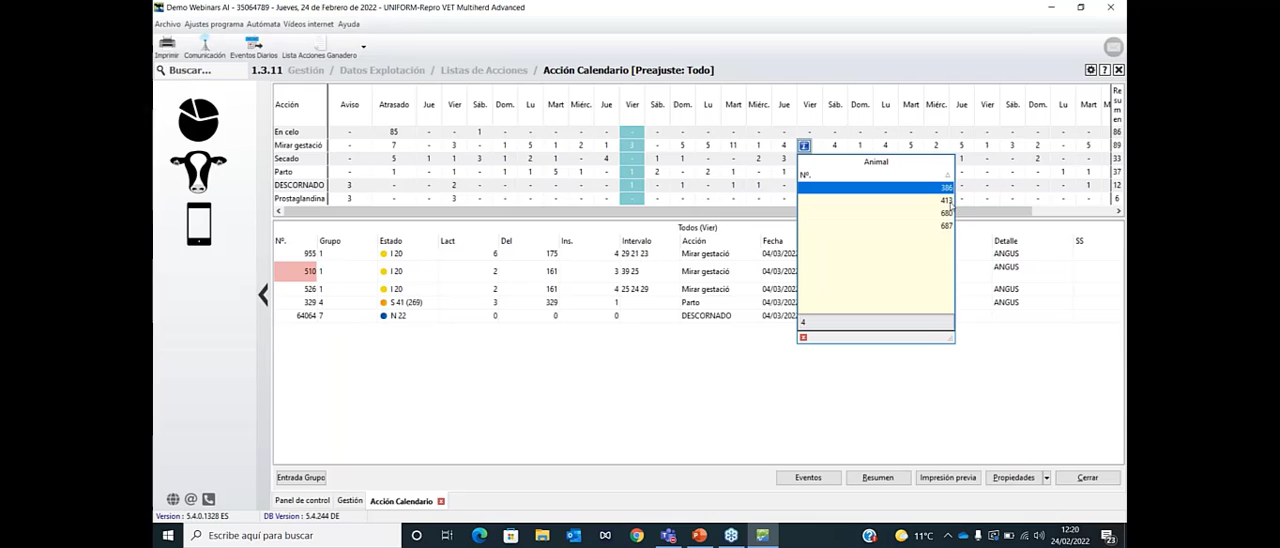 Demo Webinars AI - 35064789 - Jueves, 24 de Febrero de 2022 - UNIFORM-Repro VET Multiherd Advanced
Archivo Ajustes programa Autómata Vídeos internet Ayuda
Imprimir Comunicación Eventos Diarios Lista Acciones Ganadero
Buscar... 1.3.11 Gestión / Datos Explotación / Listas de Acciones / Acción Calendario [Preajuste: Todo]
Acción Aviso Atrasado Jue Vier Sáb. Dom. Lu Mart Miérc. Jue Vier Sáb. Dom. Lu Mart Miérc. Jue Vier Sáb. Dom. Lu Mart Miérc. Jue Vier Sáb. Dom. Lu Mart M Resumen
En celo - 85 - - 1 - - - - - - - - - - - - - - - - - - - - - - - - 86
Mirar gestació - 7 - 3 - 1 5 1 2 1 3 - 5 5 11 1 4 4 1 4 5 2 5 1 3 2 - 5 89
Secado - 5 1 1 3 1 2 1 - 4 - 1 1 - - 2 3 1 - - 2 - - 33
Parto - 1 - 1 - 1 1 5 1 - 1 2 - 2 1 - - - - - - - 1 1 37
DESCORNADO 3 - - 2 - - - - - - 1 - 1 - 1 1 - - - - - - - 1 12
Prostaglandina 3 - - 3 - - - - - - - - - - - - - - - - - - - - 6
Animal
Nº.
386
413
680
687
4
Todos (Vier)
Nº. Grupo Estado Lact Del Ins. Intervalo Acción Fecha Detalle SS
955 1 I 20 6 175 4 29 21 23 Mirar gestació 04/03/202 ANGUS
510 1 I 20 2 161 3 39 25 Mirar gestació 04/03/202 ANGUS
526 1 I 20 2 161 4 25 24 29 Mirar gestació 04/03/202 ANGUS
329 4 S 41 (269) 3 329 1 Parto 04/03/202 ANGUS
64064 7 N 22 0 0 0 DESCORNADO 04/03/202
Entrada Grupo Eventos Resumen Impresión previa Propiedades Cerrar
Panel de control Gestión Acción Calendario
Version : 5.4.0.1328 ES DB Version : 5.4.244 DE
Escribe aquí para buscar 11°C 12:20
24/02/2022 23